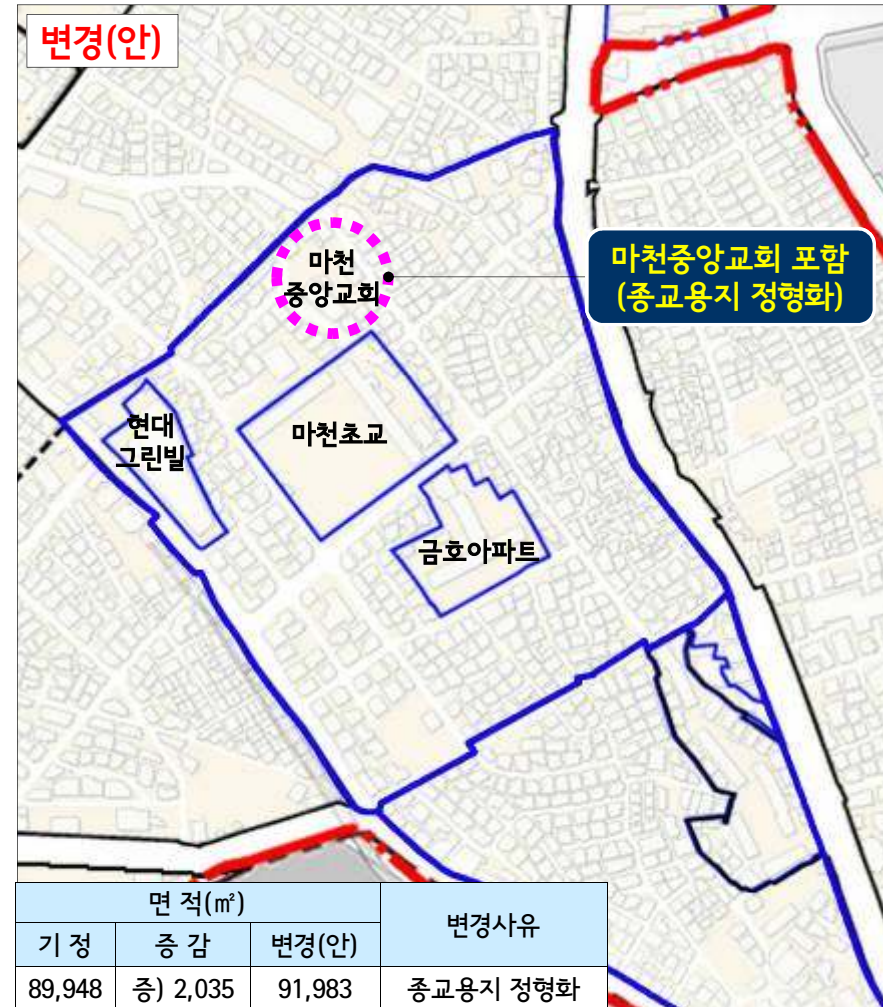 변경(안)
마천
중앙교회
마천중앙교회 포함
(종교용지 정형화)
현대
그린빌
마천초교
금호아파트
면 적(㎡)
변경사유
기 정
증 감
변경(안)
89,948
증) 2,035
91,983
종교용지 정형화